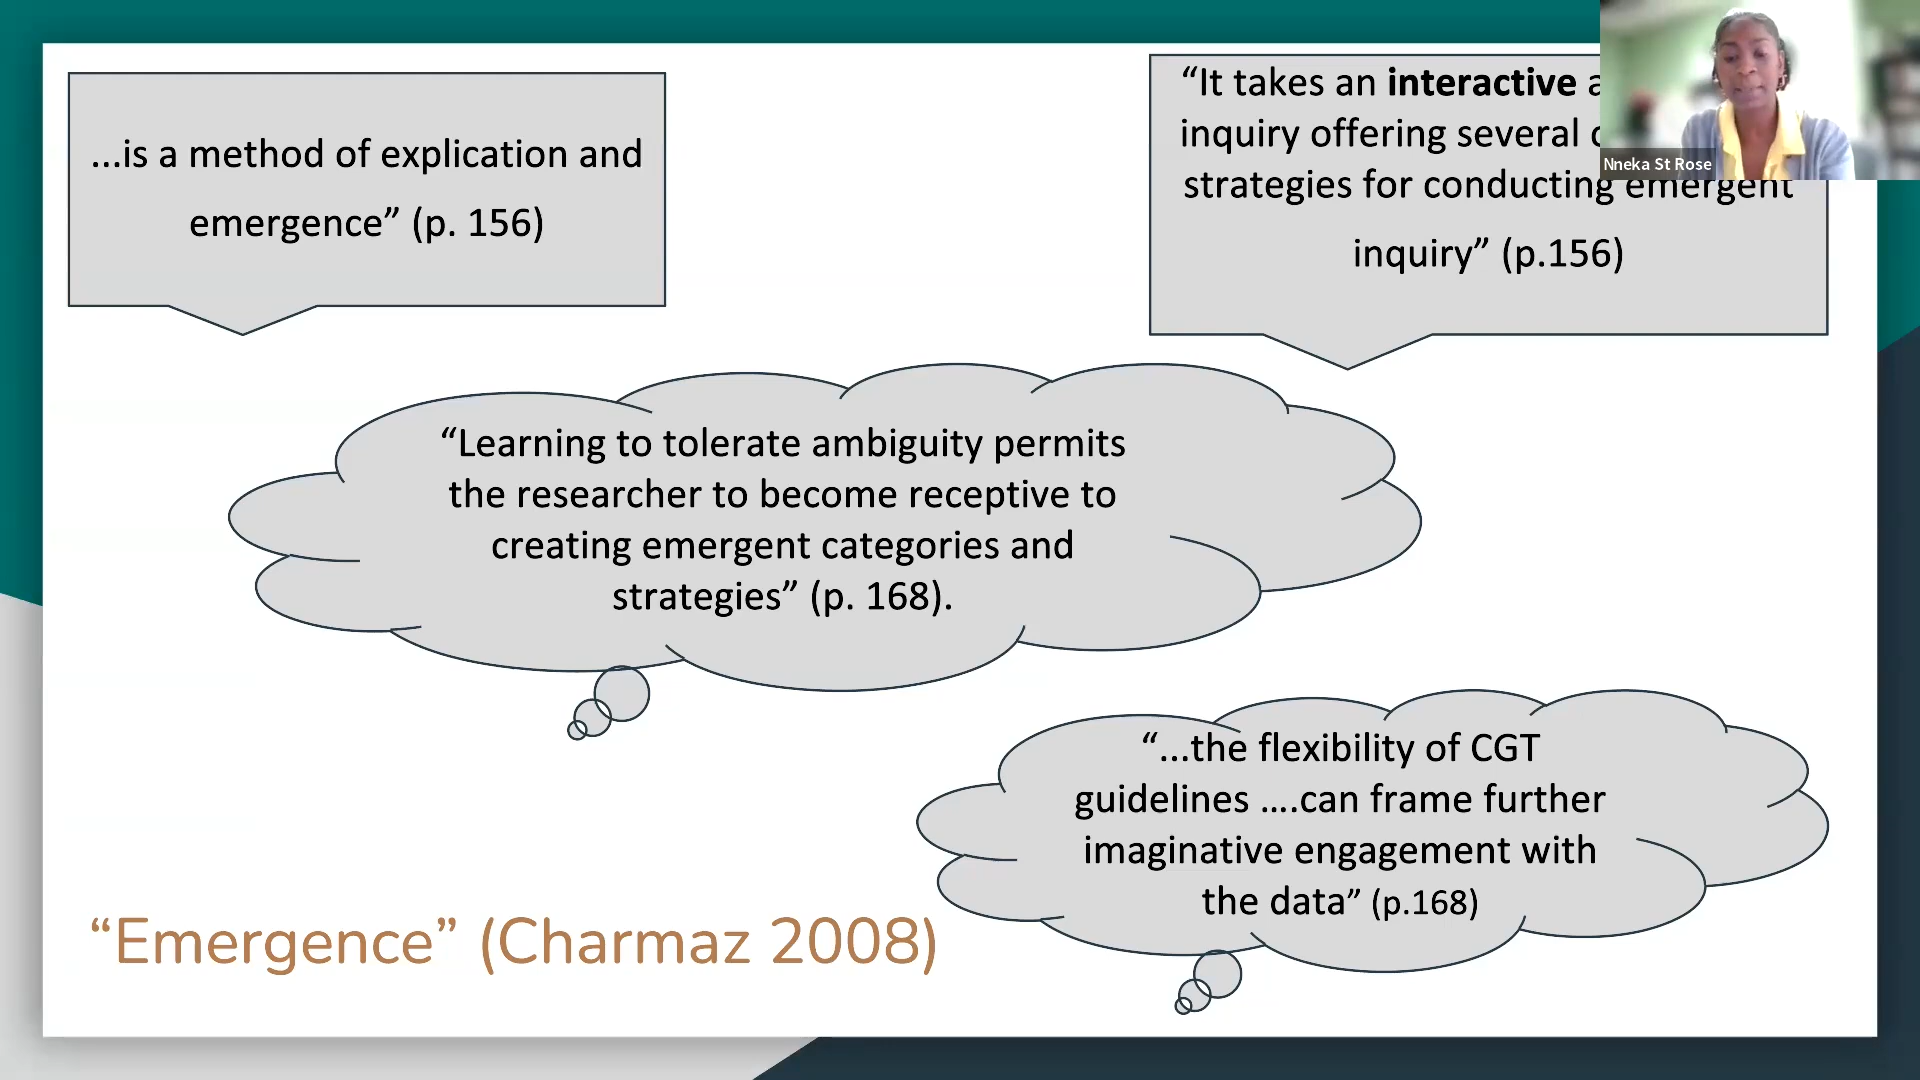 ...is a method of explication and
emergence” (p. 156)
“It takes an interactive
inquiry offering several
strategies for conducting emergent
inquiry” (p.156)
Nneka St Rose
“Learning to tolerate ambiguity permits
the researcher to become receptive to
creating emergent categories and
strategies” (p. 168).
“...the flexibility of CGT
guidelines ....can frame further
imaginative engagement with
the data” (p.168)
“Emergence” (Charmaz 2008)